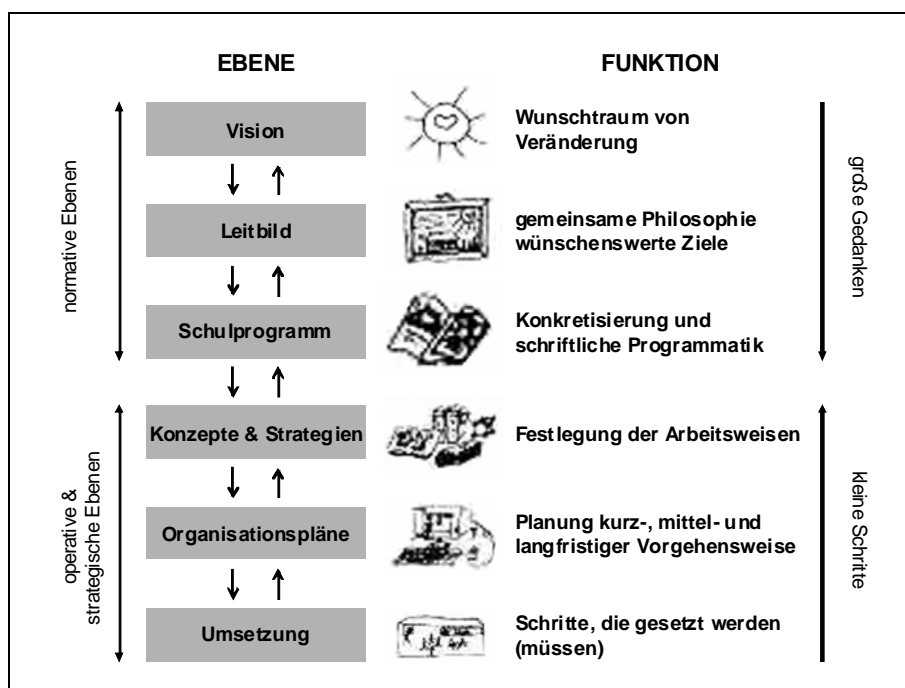 EBENE
FUNKTION
normative Ebenen
Vision
Wunschtraum von
Veränderung
Leitbild
gemeinsame Philosophie
wünschenswerte Ziele
Schulprogramm
Konkretisierung und
schriftliche Programmatik
große Gedanken
operative &
strategische Ebenen
Konzepte & Strategien
Festlegung der Arbeitsweisen
Organisationspläne
Planung kurz-, mittel- und
langfristiger Vorgehensweise
Umsetzung
Schritte, die gesetzt werden
(müssen)
kleine Schritte